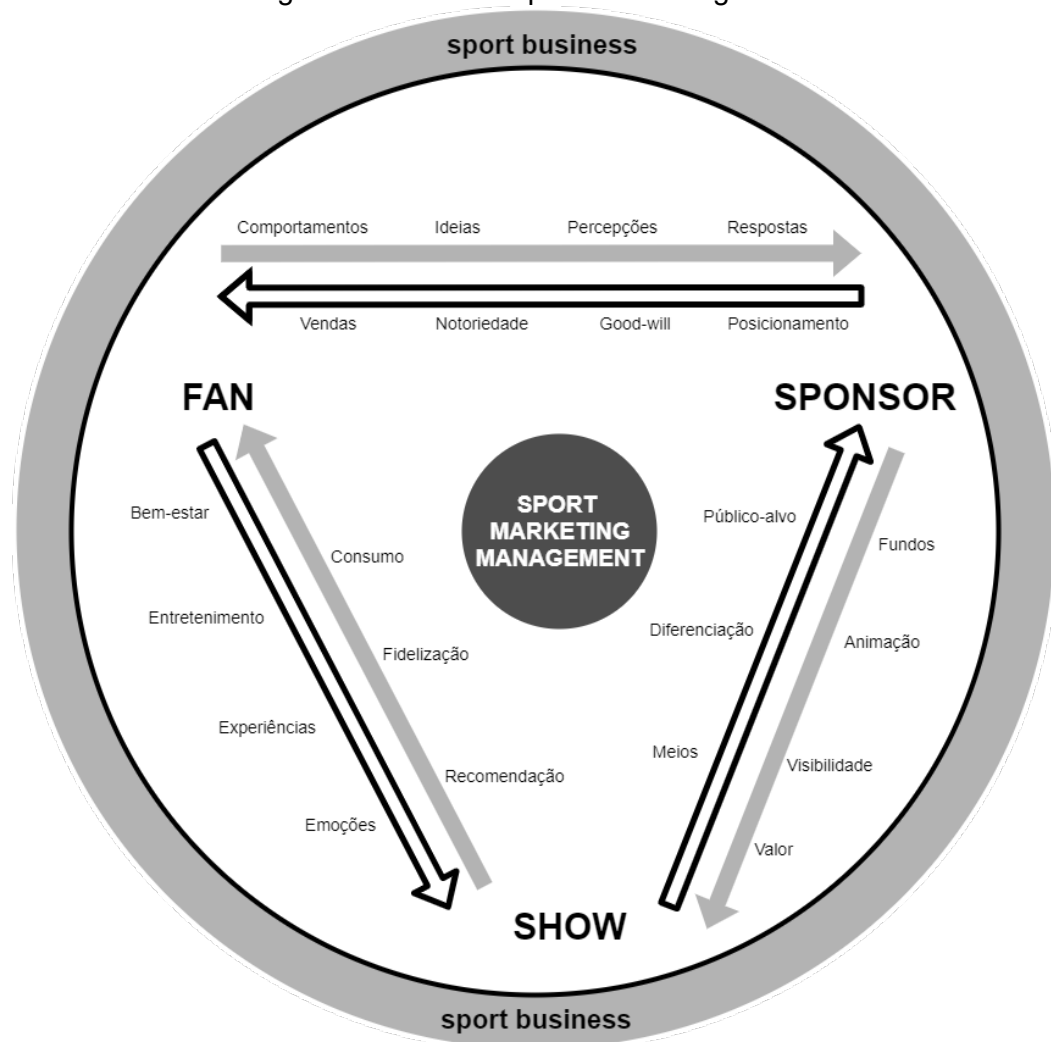 sport business
Comportamentos Ideias Percepções Respostas
Vendas Notoriedade Good-will Posicionamento
FAN
SPONSOR
SPORT
MARKETING
MANAGEMENT
Bem-estar
Entretenimento
Experiências
Emoções
Consumo
Fidelização
Recomendação
Público-alvo
Diferenciação
Meios
Fundos
Animação
Visibilidade
Valor
SHOW
sport business